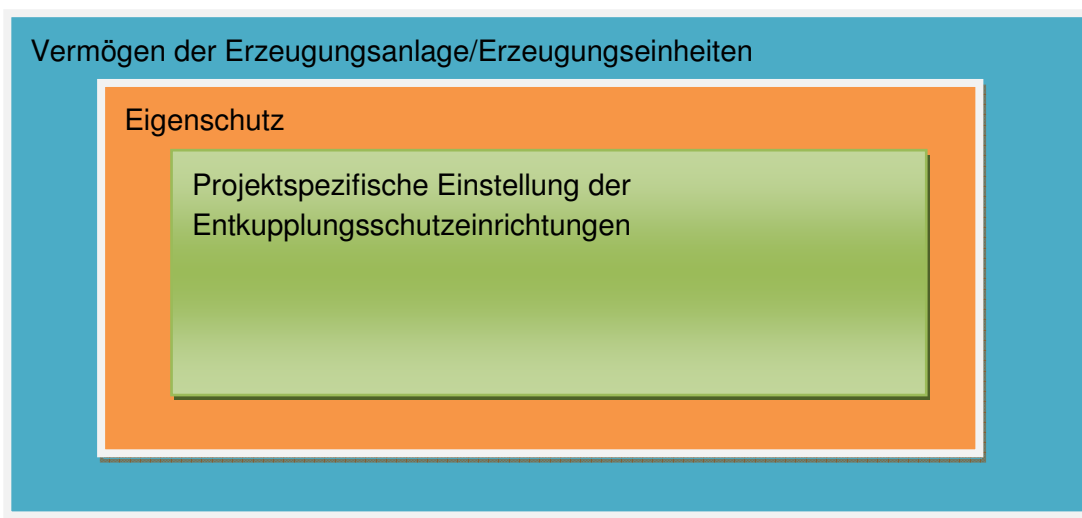 Vermögen der Erzeugungsanlage/Erzeugungseinheiten
Eigenschutz
Projektspezifische Einstellung der
Entkupplungsschutzeinrichtungen